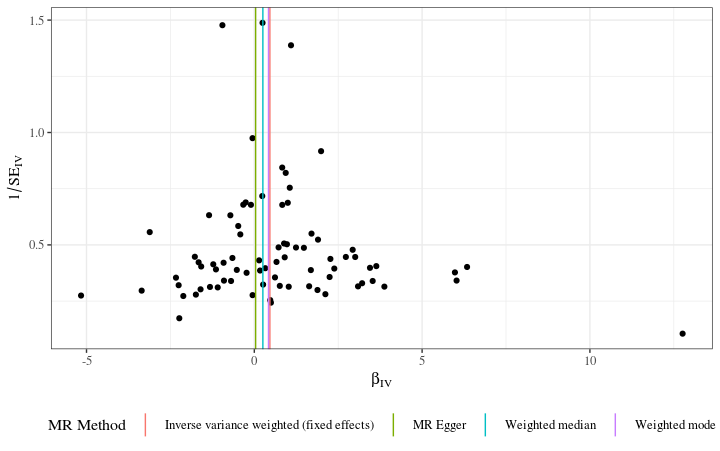 1.5
1.0
0.5
1/SE_IV
-5
0
5
10
β_IV
MR Method
Inverse variance weighted (fixed effects)
MR Egger
Weighted median
Weighted mode